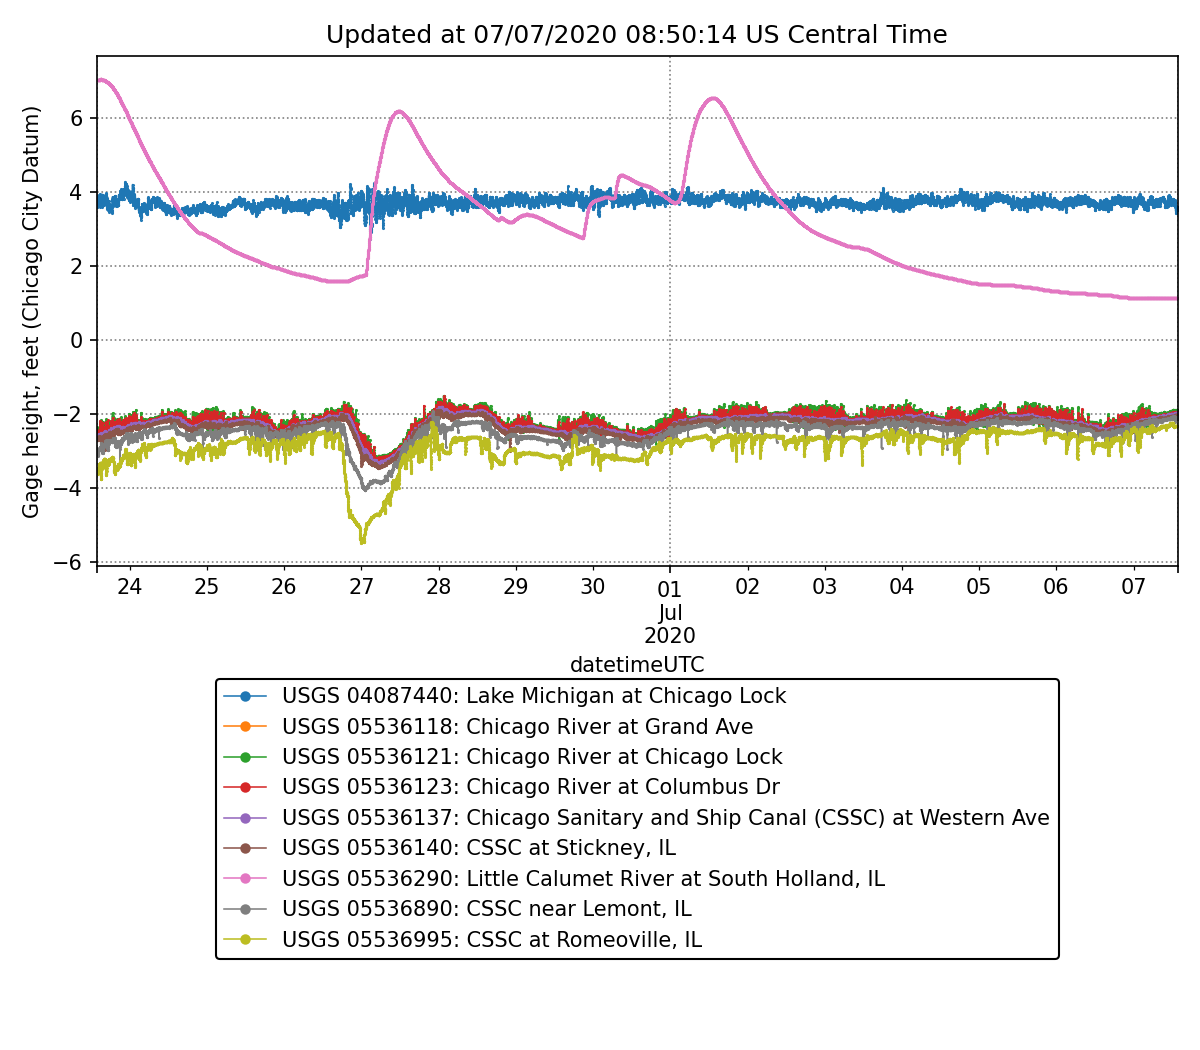 Updated at 07/07/2020 08:50:14 US Central Time
Gage height, feet (Chicago City Datum)
6
4
2
0
−2
−4
−6
24 25 26 27 28 29 30 01 02 03 04 05 06 07
Jul
2020
datetimeUTC
USGS 04087440: Lake Michigan at Chicago Lock
USGS 05536118: Chicago River at Grand Ave
USGS 05536121: Chicago River at Chicago Lock
USGS 05536123: Chicago River at Columbus Dr
USGS 05536137: Chicago Sanitary and Ship Canal (CSSC) at Western Ave
USGS 05536140: CSSC at Stickney, IL
USGS 05536290: Little Calumet River at South Holland, IL
USGS 05536890: CSSC near Lemont, IL
USGS 05536995: CSSC at Romeoville, IL